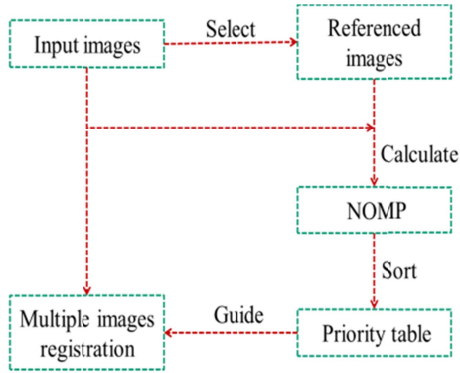 Input images
Select
Referenced
images
Calculate
NOMP
Sort
Multiple images
registration
Guide
Priority table